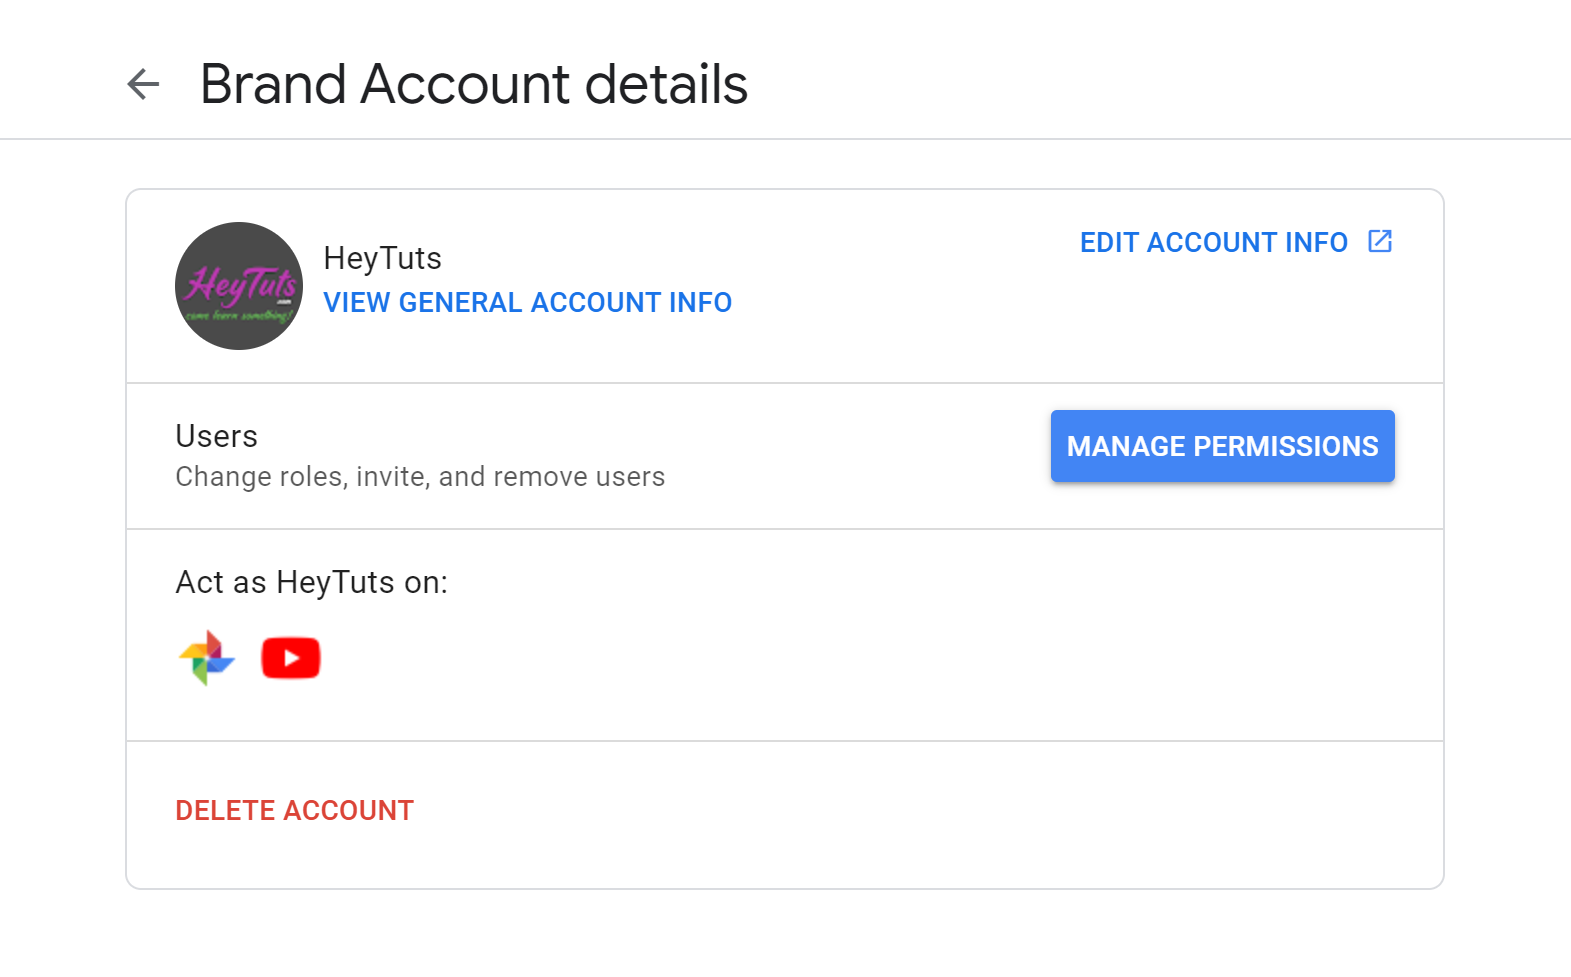 Brand Account details
HeyTuts
.com
come learn something!
HeyTuts
VIEW GENERAL ACCOUNT INFO
EDIT ACCOUNT INFO
Users
Change roles, invite, and remove users
MANAGE PERMISSIONS
Act as HeyTuts on:
DELETE ACCOUNT